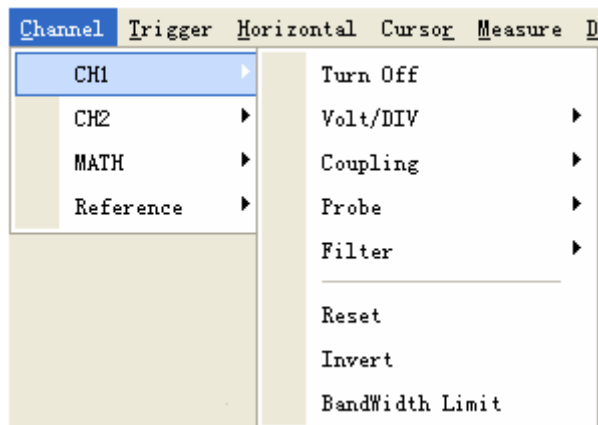 Channel Trigger Horizontal Cursor Measure D
CH1
CH2
MATH
Reference
Turn Off
Volt/DIV
Coupling
Probe
Filter
Reset
Invert
BandWidth Limit